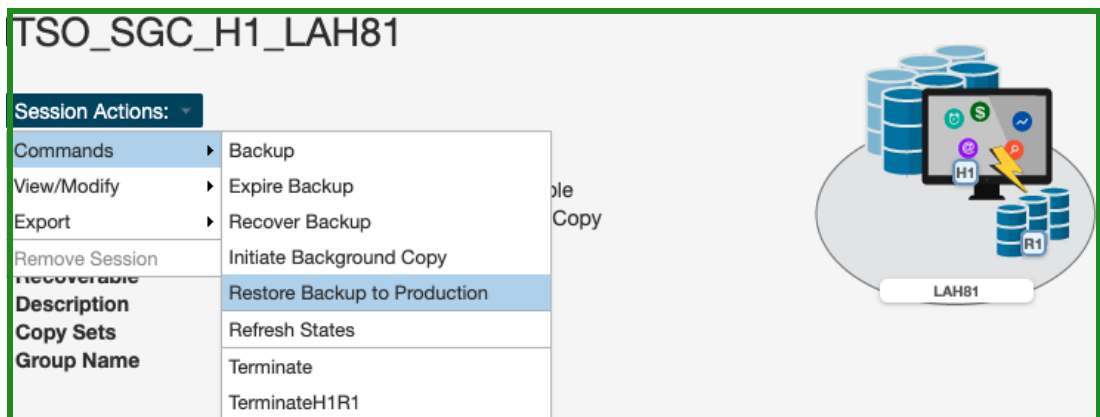 TSO_SGC_H1_LAH81
Session Actions:
Commands
Backup
View/Modify
Expire Backup
Export
Recover Backup
Copy
Remove Session
Initiate Background Copy
Recoverable
Restore Backup to Production
Description
Refresh States
Copy Sets
Group Name
Terminate
TerminateH1R1
$
@
H1
R1
LAH81